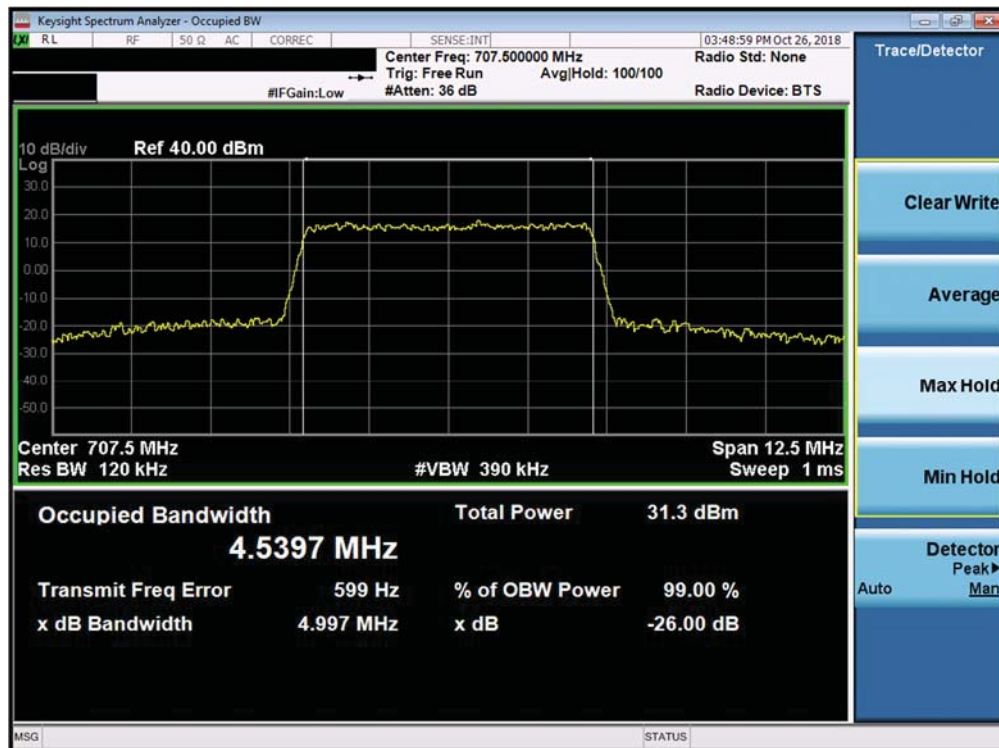 Keysight Spectrum Analyzer - Occupied BW
LXI RL RF 50 Ω AC CORREC SENSE:INT 03:48:59 PM Oct 26, 2018
Center Freq: 707.500000 MHz Radio Std: None
Trig: Free Run Avg|Hold: 100/100
#IFGain:Low #Atten: 36 dB Radio Device: BTS
10 dB/div Ref 40.00 dBm
Log
30.0
20.0
10.0
0.00
-10.0
-20.0
-30.0
-40.0
-50.0
Center 707.5 MHz Span 12.5 MHz
Res BW 120 kHz #VBW 390 kHz Sweep 1 ms
Occupied Bandwidth Total Power 31.3 dBm
4.5397 MHz
Transmit Freq Error 599 Hz % of OBW Power 99.00 %
x dB Bandwidth 4.997 MHz x dB -26.00 dB
MSG STATUS
Trace/Detector
Clear Write
Average
Max Hold
Min Hold
Detector
Peak▶
Auto Man